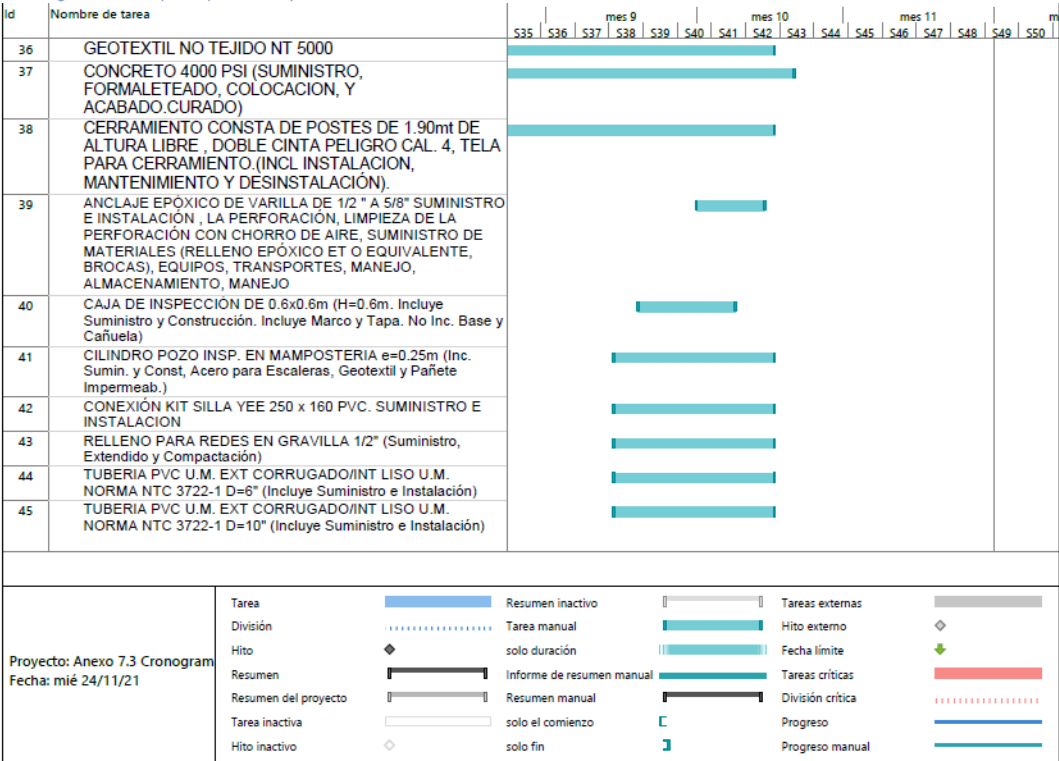 Id Nombre de tarea mes 9 mes 10 mes 11 m
S35 S36 S37 S38 S39 S40 S41 S42 S43 S44 S45 S46 S47 S48 S49 S50
36 GEOTEXTIL NO TEJIDO NT 5000
37 CONCRETO 4000 PSI (SUMINISTRO,
FORMALETEADO, COLOCACION, Y
ACABADO.CURADO)
38 CERRAMIENTO CONSTA DE POSTES DE 1.90mt DE
ALTURA LIBRE , DOBLE CINTA PELIGRO CAL. 4, TELA
PARA CERRAMIENTO.(INCL INSTALACION,
MANTENIMIENTO Y DESINSTALACIÓN).
39 ANCLAJE EPÓXICO DE VARILLA DE 1/2 " A 5/8" SUMINISTRO
E INSTALACIÓN , LA PERFORACIÓN, LIMPIEZA DE LA
PERFORACIÓN CON CHORRO DE AIRE, SUMINISTRO DE
MATERIALES (RELLENO EPÓXICO ET O EQUIVALENTE,
BROCAS), EQUIPOS, TRANSPORTES, MANEJO,
ALMACENAMIENTO, MANEJO
40 CAJA DE INSPECCIÓN DE 0.6x0.6m (H=0.6m. Incluye
Suministro y Construcción. Incluye Marco y Tapa. No Inc. Base y
Cañuela)
41 CILINDRO POZO INSP. EN MAMPOSTERIA e=0.25m (Inc.
Sumin. y Const, Acero para Escaleras, Geotextil y Pañete
Impermeab.)
42 CONEXIÓN KIT SILLA YEE 250 x 160 PVC. SUMINISTRO E
INSTALACION
43 RELLENO PARA REDES EN GRAVILLA 1/2" (Suministro,
Extendido y Compactación)
44 TUBERIA PVC U.M. EXT CORRUGADO/INT LISO U.M.
NORMA NTC 3722-1 D=6" (Incluye Suministro e Instalación)
45 TUBERIA PVC U.M. EXT CORRUGADO/INT LISO U.M.
NORMA NTC 3722-1 D=10" (Incluye Suministro e Instalación)
Proyecto: Anexo 7.3 Cronogram
Fecha: mié 24/11/21
Tarea Resumen inactivo Tareas externas
División Tarea manual Hito externo
Hito solo duración Fecha límite
Resumen Informe de resumen manual Tareas críticas
Resumen del proyecto Resumen manual División crítica
Tarea inactiva solo el comienzo Progreso
Hito inactivo solo fin Progreso manual